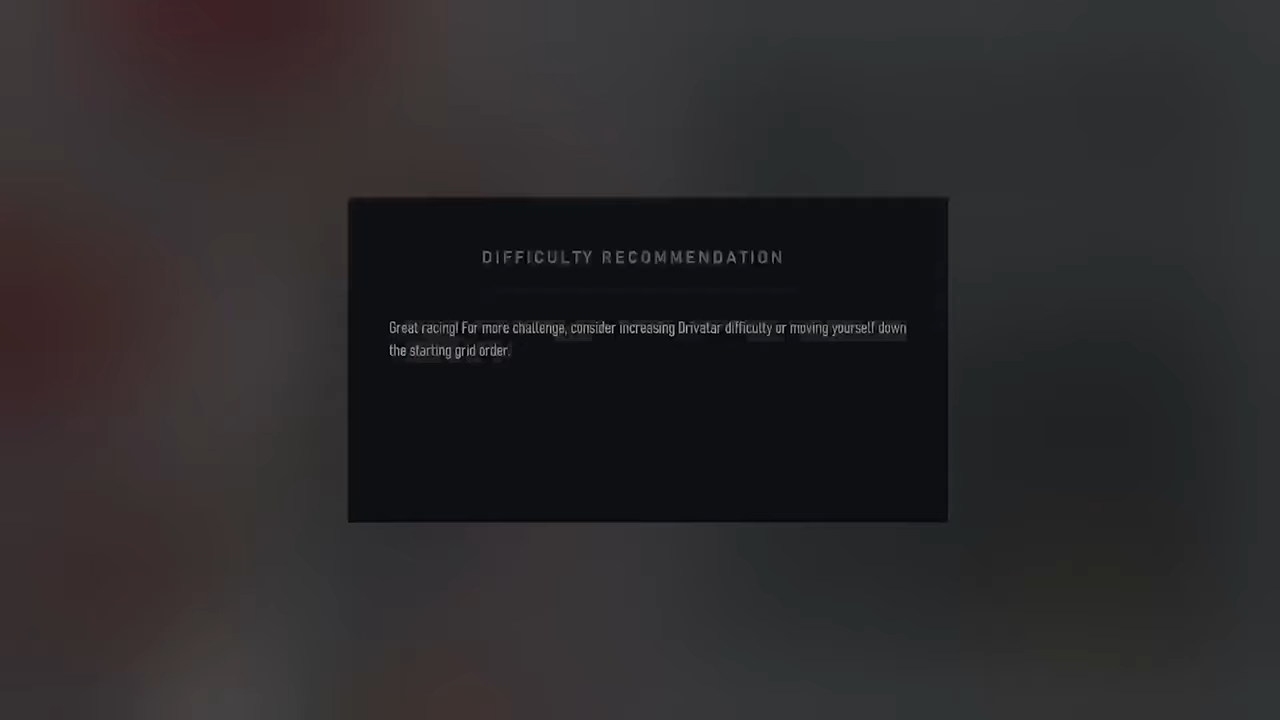 DIFFICULTY RECOMMENDATION
Great racing! For more challenge, consider increasing Drivatar difficulty or moving yourself down
the starting grid order.